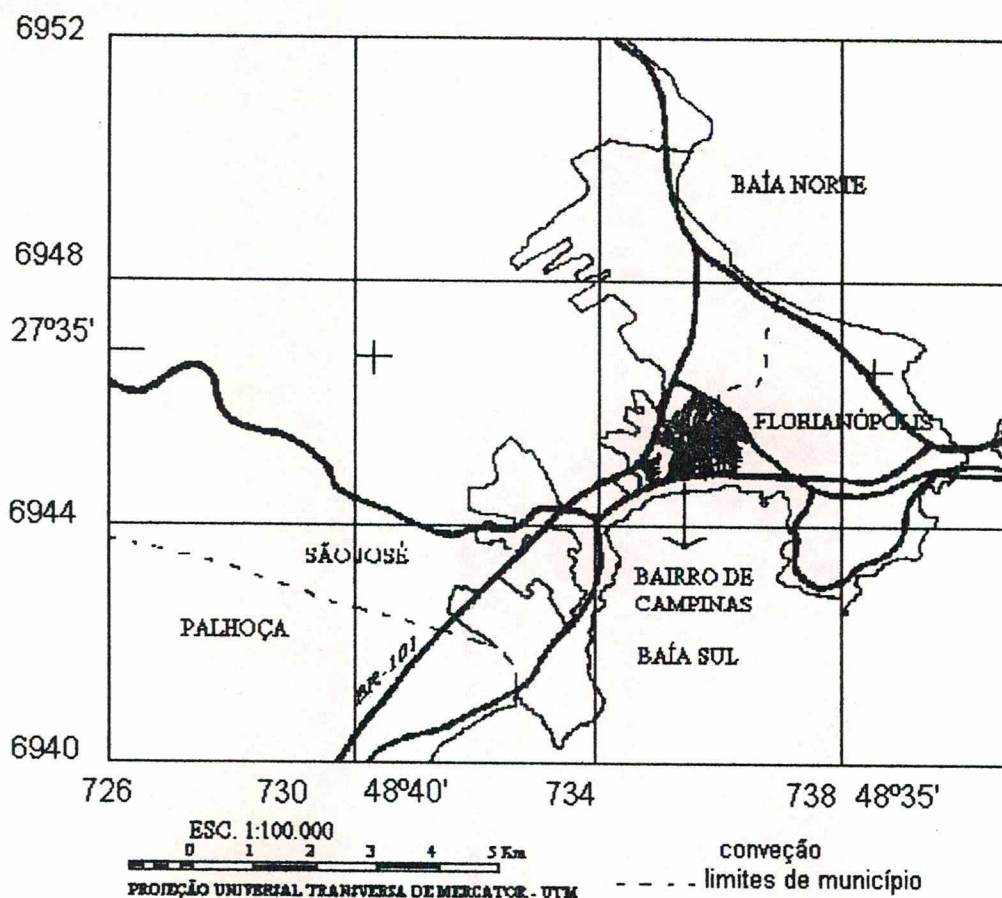 6952
BAÍA NORTE
6948
27º35'
FLORIANÓPOLIS
6944
SÃO JOSÉ
BAIRRO DE
CAMPINAS
PALHOÇA
BAÍA SUL
6940
726 730 48º40' 734 738 48º35'
ESC. 1:100.000
0 1 2 3 4 5 Km
PROJEÇÃO UNIVERSAL TRANSVERSA DE MERCATOR - UTM
conveção
limites de município